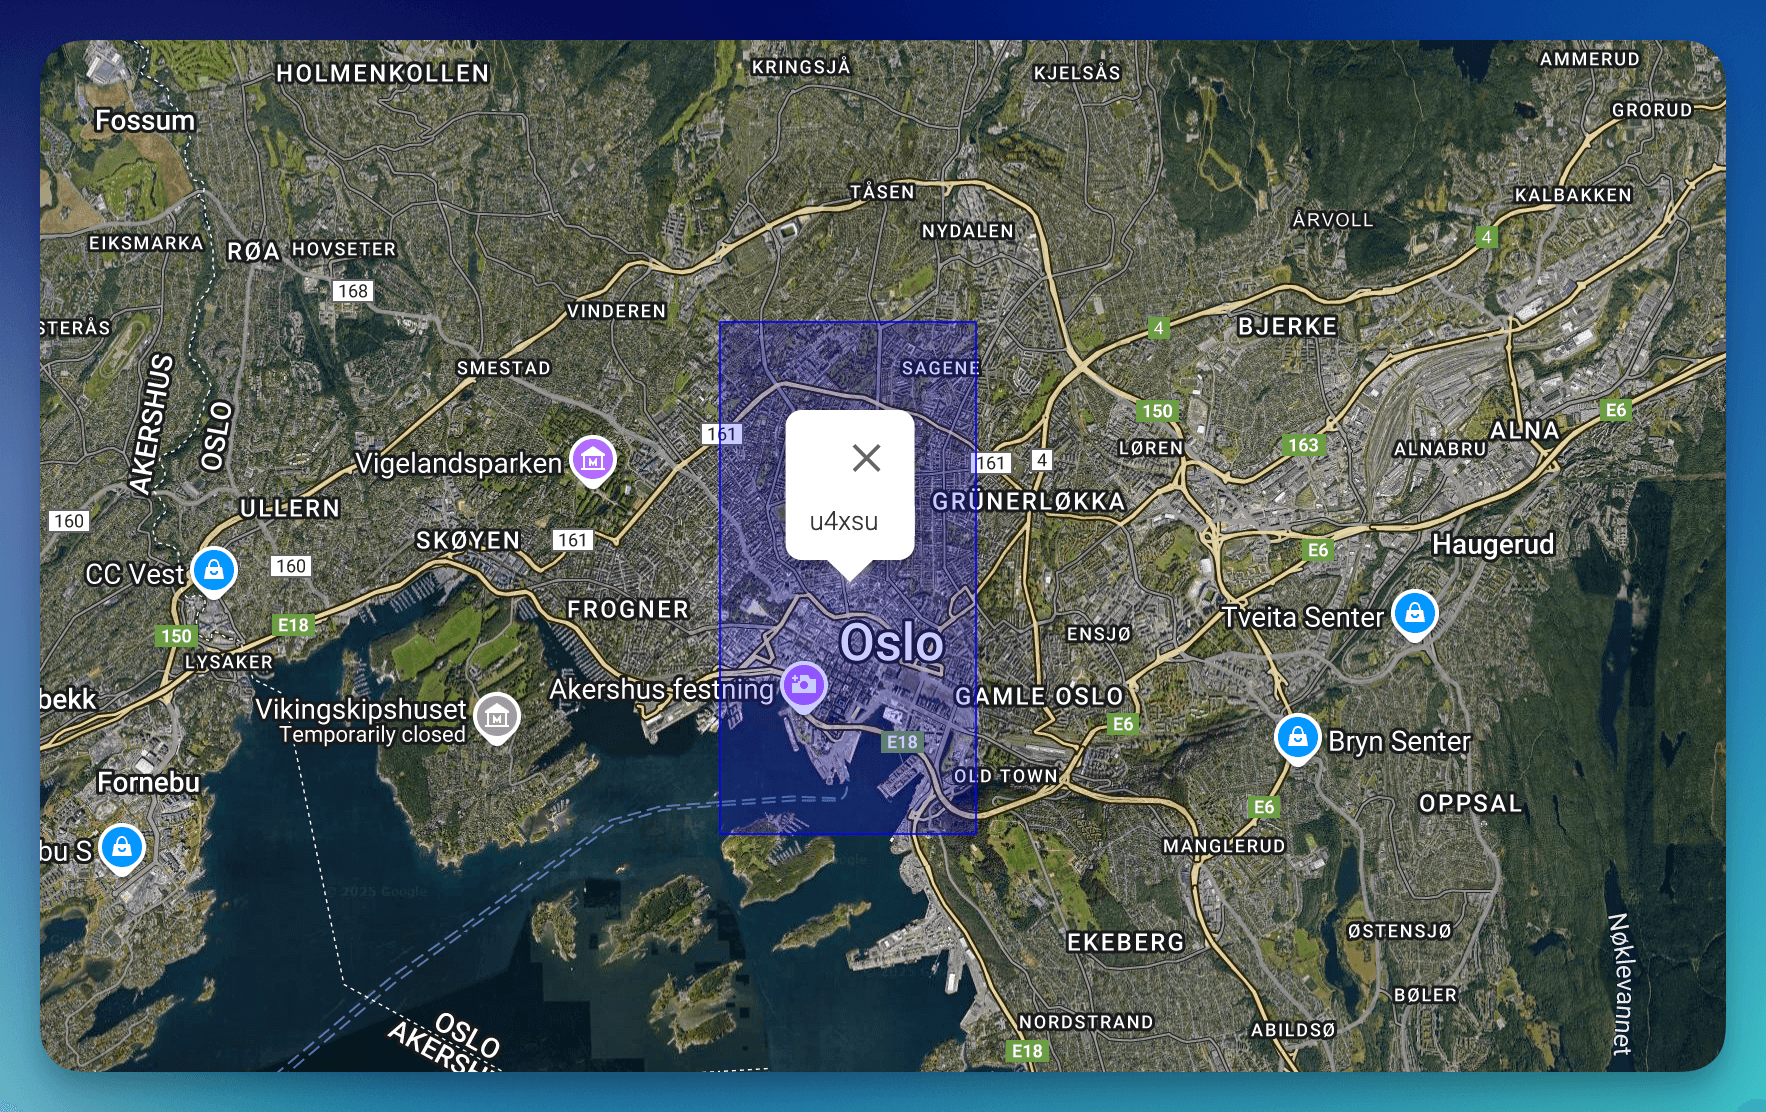 HOLMENKOLLEN
KRINGSJÅ
KJELSÅS
AMMERUD
Fossum
GRORUD
TÅSEN
KALBAKKEN
EIKSMARKA
RØA
HOVSETER
NYDALEN
ÅRVOLL
4
168
VINDEREN
STERÅS
4
BJERKE
SMESTAD
SAGENE
AKERSHUS
OSLO
150
E6
161
163
ALNA
Vigelandsparken
161
4
LØREN
ALNABRU
ULLERN
GRÜNERLØKKA
160
u4xsu
SKØYEN
161
E6
Haugerud
CC Vest
160
FROGNER
Tveita Senter
E18
150
Oslo
ENSJØ
LYSAKER
bekk
Akershus festning
GAMLE OSLO
Vikingskipshuset
Temporarily closed
E6
E18
Bryn Senter
Fornebu
OLD TOWN
E6
OPPSAL
bu S
MANGLERUD
2025 Google
EKEBERG
ØSTENSJØ
Nøklevannet
BØLER
OSLO
AKERSH
NORDSTRAND
ABILDSØ
E18